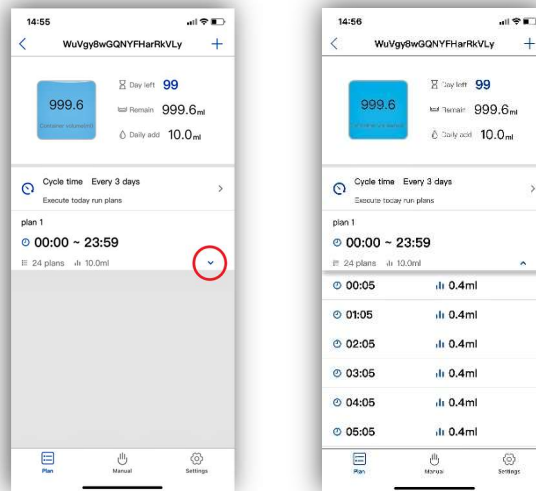 14:55
WuVgy8wGQNYFHarRkVLy
999.6
Container volume(ml)
Day left 99
Remain 999.6ml
Daily add 10.0ml
Cycle time Every 3 days
Execute today run plans
plan 1
00:00 ~ 23:59
24 plans 10.0ml
Plan Manual Settings
14:56
WuVgy8wGQNYFHarRkVLy
999.6
Day left 99
Remain 999.6ml
Daily add 10.0ml
Cycle time Every 3 days
Execute today run plans
plan 1
00:00 ~ 23:59
24 plans 10.0ml
00:05 0.4ml
01:05 0.4ml
02:05 0.4ml
03:05 0.4ml
04:05 0.4ml
05:05 0.4ml
Plan Manual Settings